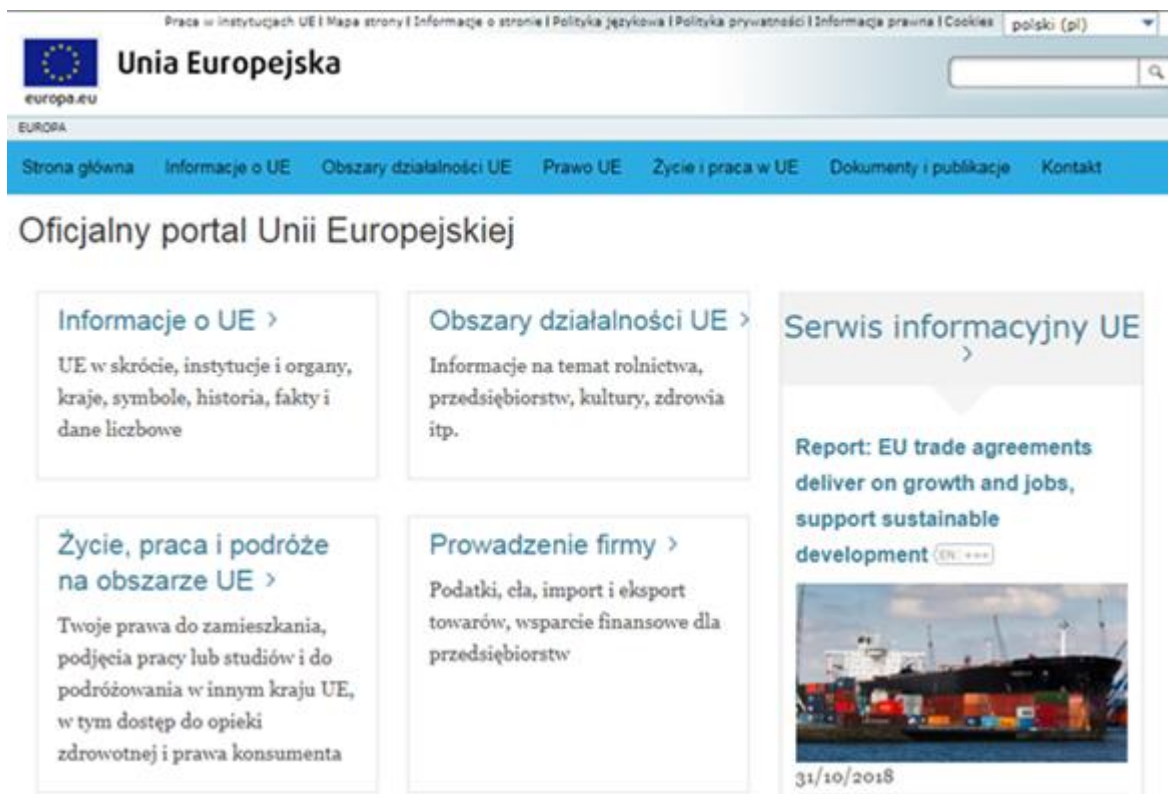 Praca w instytucjach UE | Mapa strony | Informacje o stronie | Polityka językowa | Polityka prywatności | Informacja prawna | Cookies
polski (pl)
Unia Europejska
europa.eu
EUROPA
Strona główna Informacje o UE Obszary działalności UE Prawo UE Życie i praca w UE Dokumenty i publikacje Kontakt
Oficjalny portal Unii Europejskiej
Informacje o UE >
UE w skrócie, instytucje i organy,
kraje, symbole, historia, fakty i
dane liczbowe
Obszary działalności UE >
Informacje na temat rolnictwa,
przedsiębiorstw, kultury, zdrowia
itp.
Życie, praca i podróże
na obszarze UE >
Twoje prawa do zamieszkania,
podjęcia pracy lub studiów i do
podróżowania w innym kraju UE,
w tym dostęp do opieki
zdrowotnej i prawa konsumenta
Prowadzenie firmy >
Podatki, cła, import i eksport
towarów, wsparcie finansowe dla
przedsiębiorstw
Serwis informacyjny UE
>
Report: EU trade agreements
deliver on growth and jobs,
support sustainable
development EN •••
31/10/2018